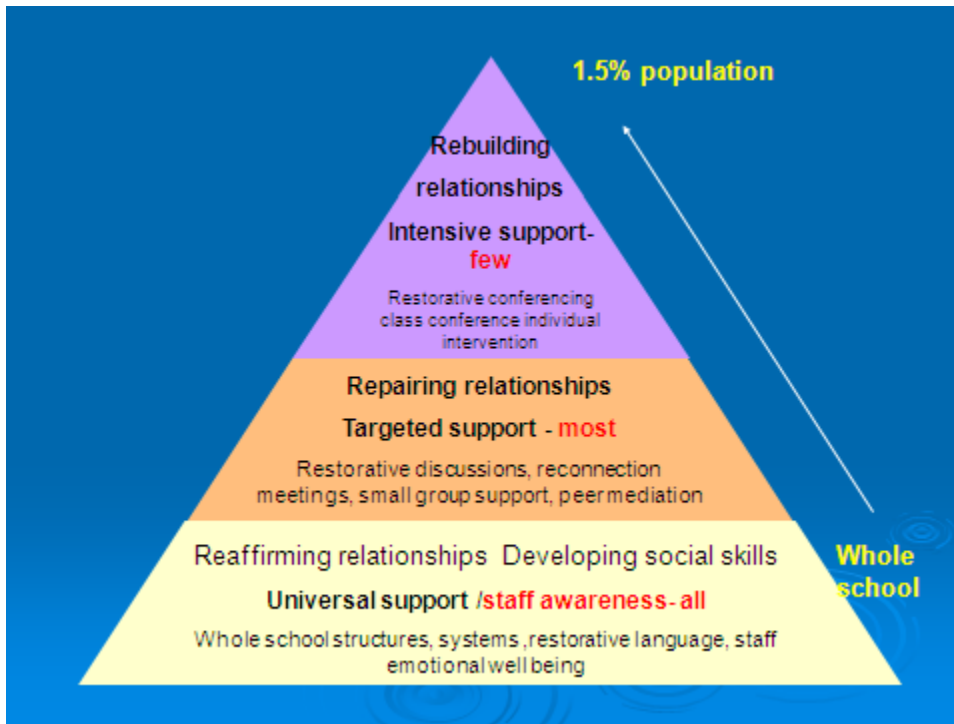 1.5% population
Rebuilding
relationships
Intensive support-
few
Restorative conferencing
class conference individual
intervention
Repairing relationships
Targeted support - most
Restorative discussions, reconnection
meetings, small group support, peer mediation
Reaffirming relationships Developing social skills
Universal support /staff awareness- all
Whole school structures, systems ,restorative language, staff
emotional well being
Whole
school